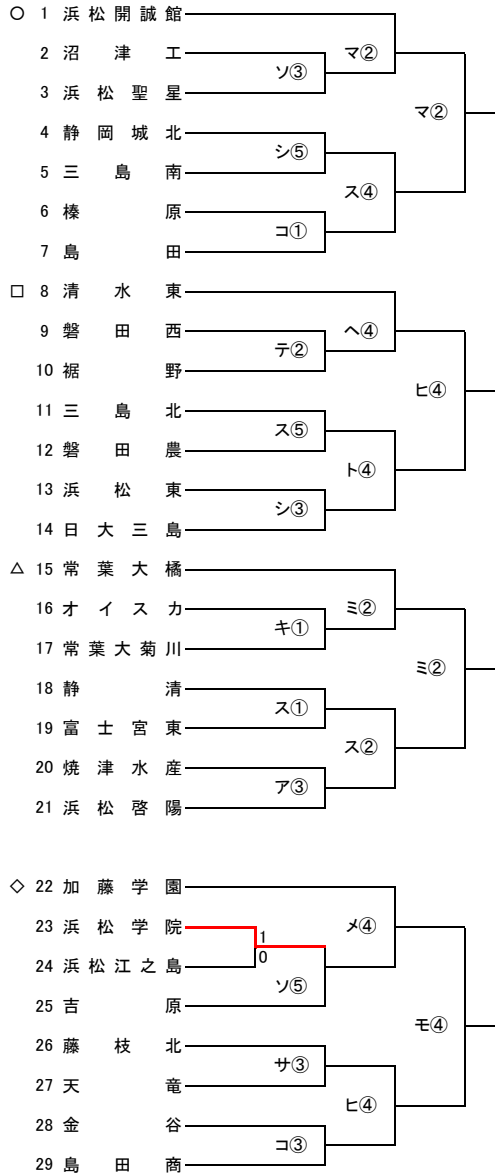 ○ 1 浜松開誠館
マ②
2 沼津工
ソ③
3 浜松聖星
マ②
4 静岡城北
シ⑤
5 三島南
ス④
6 榛原
コ①
7 島田
□ 8 清水東
ヘ④
9 磐田西
テ②
10 裾野
ヒ④
11 三島北
ス⑤
12 磐田農
ト④
13 浜松東
シ③
14 日大三島
△ 15 常葉大橘
ミ②
16 オイスカ
キ①
17 常葉大菊川
ミ②
18 静清
ス①
19 富士宮東
ス②
20 焼津水産
ア③
21 浜松啓陽
◇ 22 加藤学園
メ④
23 浜松学院
1
0
24 浜松江之島
ソ⑤
25 吉原
モ④
26 藤枝北
サ③
27 天竜
ヒ④
28 金谷
コ③
29 島田商